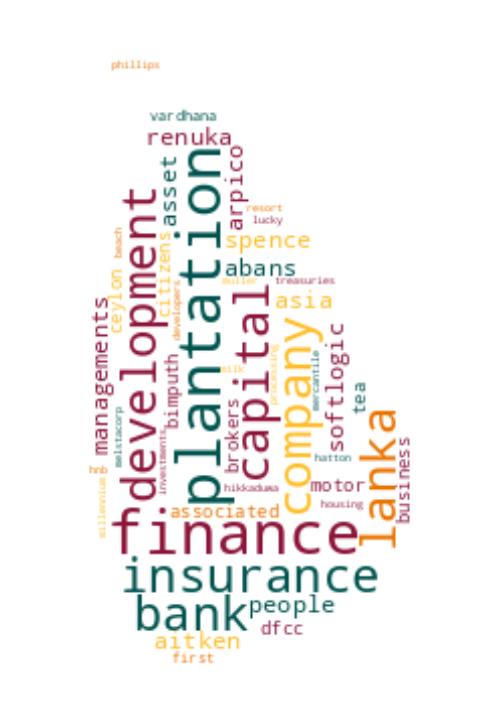 phillips
vardhana
renuka
asset
plantation
arpico
resort
lucky
development
citizens
spence
beach
abans
ceylon
developers
muller
treasuries
asia
capital
managements
company
softlogic
bimputh
processing
mercantile
silk
tea
melstacorp
brokers
lanka
investments
business
hatton
hnb
millennium
hikkaduwa
motor
housing
associated
finance
insurance
bank
people
dfcc
aitken
first